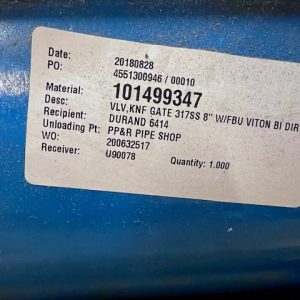 Date: 20180828
PO: 4551300946 / 00010
Material: 101499347
Desc: VLV,KNF GATE 317SS 8" W/FBU VITON BI DIR
Recipient: DURAND 6414
Unloading Pt: PP&R PIPE SHOP
WO: 200632517
Receiver: U90078 Quantity: 1.000